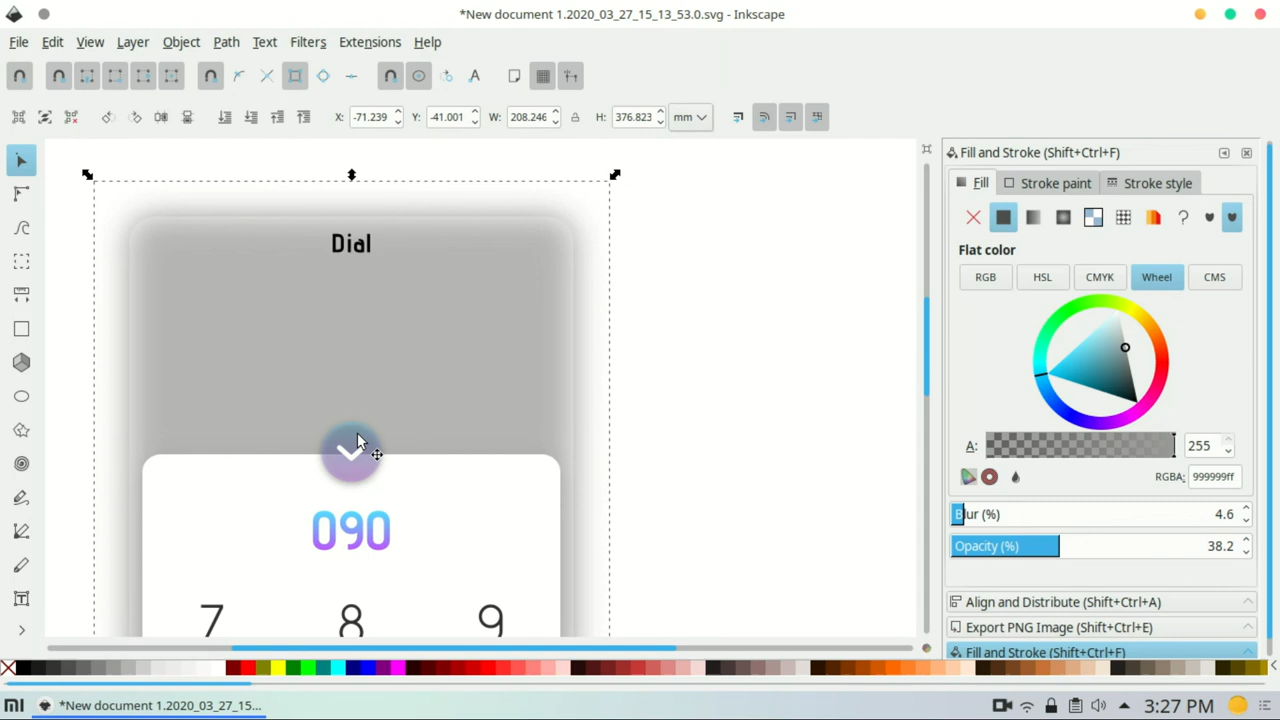 *New document 1.2020_03_27_15_13_53.0.svg - Inkscape
File Edit View Layer Object Path Text Filters Extensions Help
X: -71.239 Y: -41.001 W: 208.246 H: 376.823 mm
Fill and Stroke (Shift+Ctrl+F)
Fill Stroke paint Stroke style
Flat color
RGB HSL CMYK Wheel CMS
A: 255
RGBA: 999999ff
Blur (%) 4.6
Opacity (%) 38.2
Align and Distribute (Shift+Ctrl+A)
Export PNG Image (Shift+Ctrl+E)
Fill and Stroke (Shift+Ctrl+F)
Dial
090
7 8 9
*New document 1.2020_03_27_15...
3:27 PM